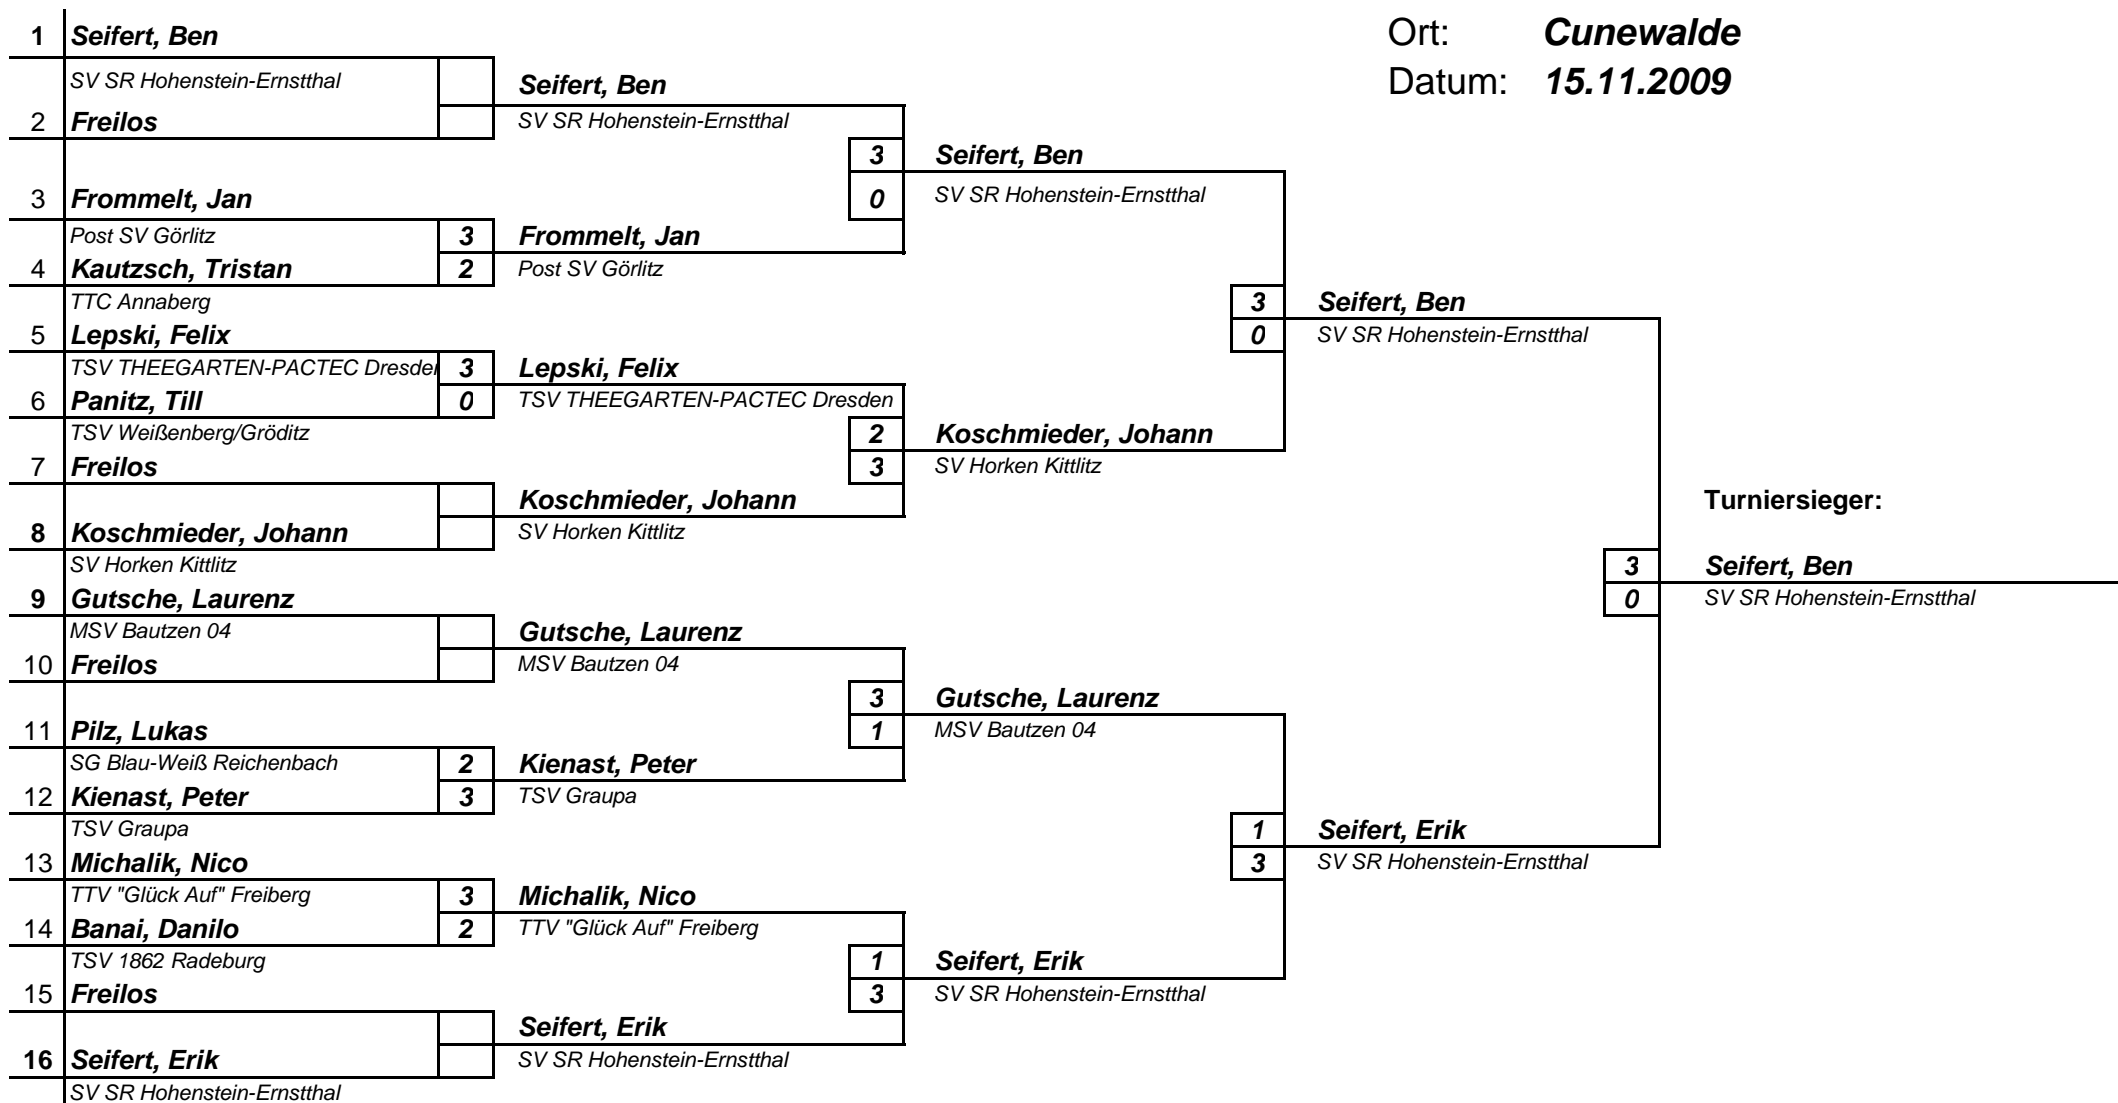 Ort: Cunewalde
Datum: 15.11.2009
1 Seifert, Ben
SV SR Hohenstein-Ernstthal
2 Freilos
3 Frommelt, Jan
Post SV Görlitz 3
4 Kautzsch, Tristan 2
TTC Annaberg
5 Lepski, Felix
TSV THEEGARTEN-PACTEC Dresden 3
6 Panitz, Till 0
TSV Weißenberg/Gröditz
7 Freilos
8 Koschmieder, Johann
SV Horken Kittlitz
9 Gutsche, Laurenz
MSV Bautzen 04
10 Freilos
11 Pilz, Lukas
SG Blau-Weiß Reichenbach 2
12 Kienast, Peter 3
TSV Graupa
13 Michalik, Nico
TTV "Glück Auf" Freiberg 3
14 Banai, Danilo 2
TSV 1862 Radeburg
15 Freilos
16 Seifert, Erik
SV SR Hohenstein-Ernstthal
Seifert, Ben
SV SR Hohenstein-Ernstthal
3
0
Frommelt, Jan
Post SV Görlitz
Lepski, Felix
TSV THEEGARTEN-PACTEC Dresden
2
3
Koschmieder, Johann
SV Horken Kittlitz
Gutsche, Laurenz
MSV Bautzen 04
3
1
Kienast, Peter
TSV Graupa
Michalik, Nico
TTV "Glück Auf" Freiberg
1
3
Seifert, Erik
SV SR Hohenstein-Ernstthal
Seifert, Ben
SV SR Hohenstein-Ernstthal
3
0
Koschmieder, Johann
SV Horken Kittlitz
Gutsche, Laurenz
MSV Bautzen 04
1
3
Seifert, Erik
SV SR Hohenstein-Ernstthal
Seifert, Ben
SV SR Hohenstein-Ernstthal
3
0
Seifert, Erik
SV SR Hohenstein-Ernstthal
Turniersieger:
Seifert, Ben
SV SR Hohenstein-Ernstthal